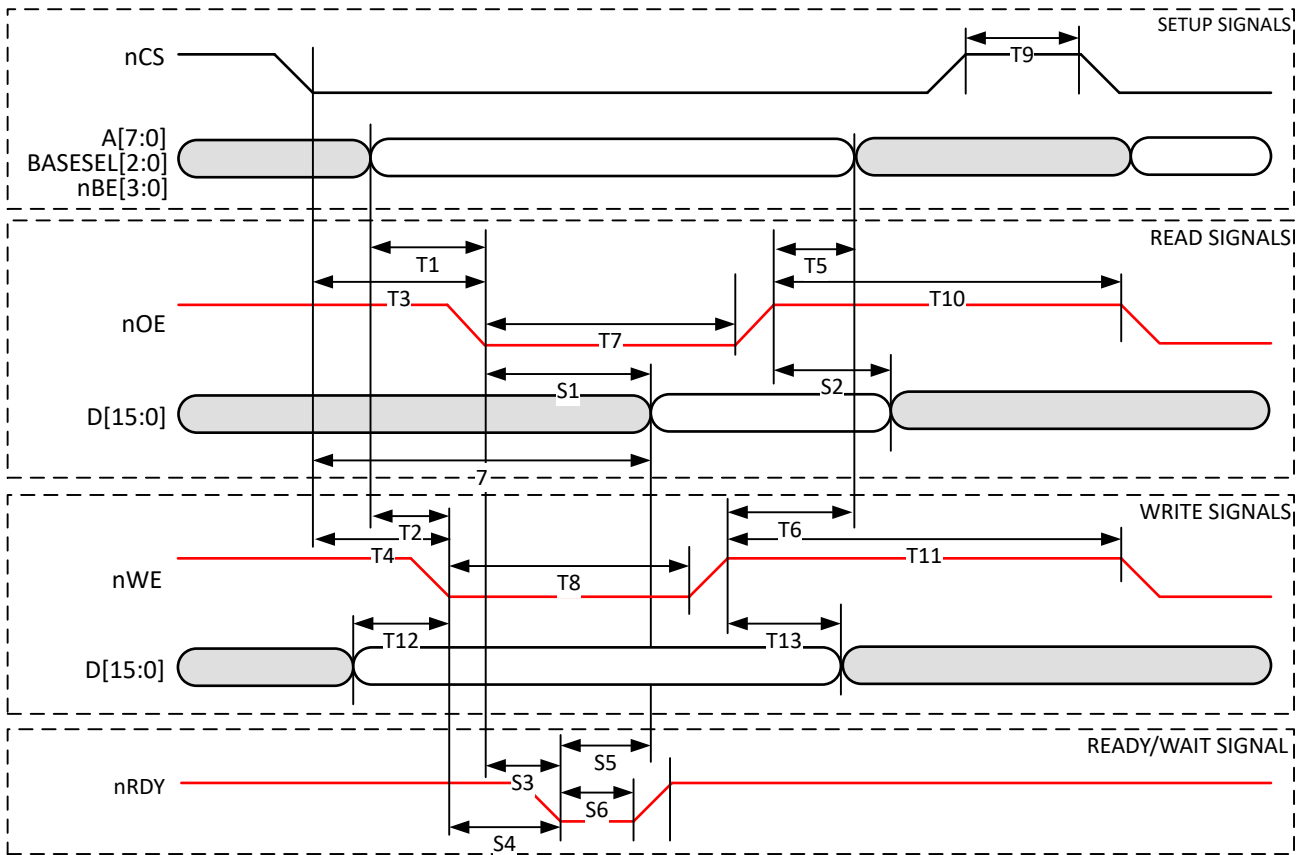 SETUP SIGNALS
nCS
T9
A[7:0]
BASESEL[2:0]
nBE[3:0]
READ SIGNALS
T1
T5
T3
T10
nOE
T7
S1
S2
D[15:0]
7
WRITE SIGNALS
T2
T6
T4
T11
nWE
T8
T12
T13
D[15:0]
READY/WAIT SIGNAL
S5
nRDY
S3
S6
S4